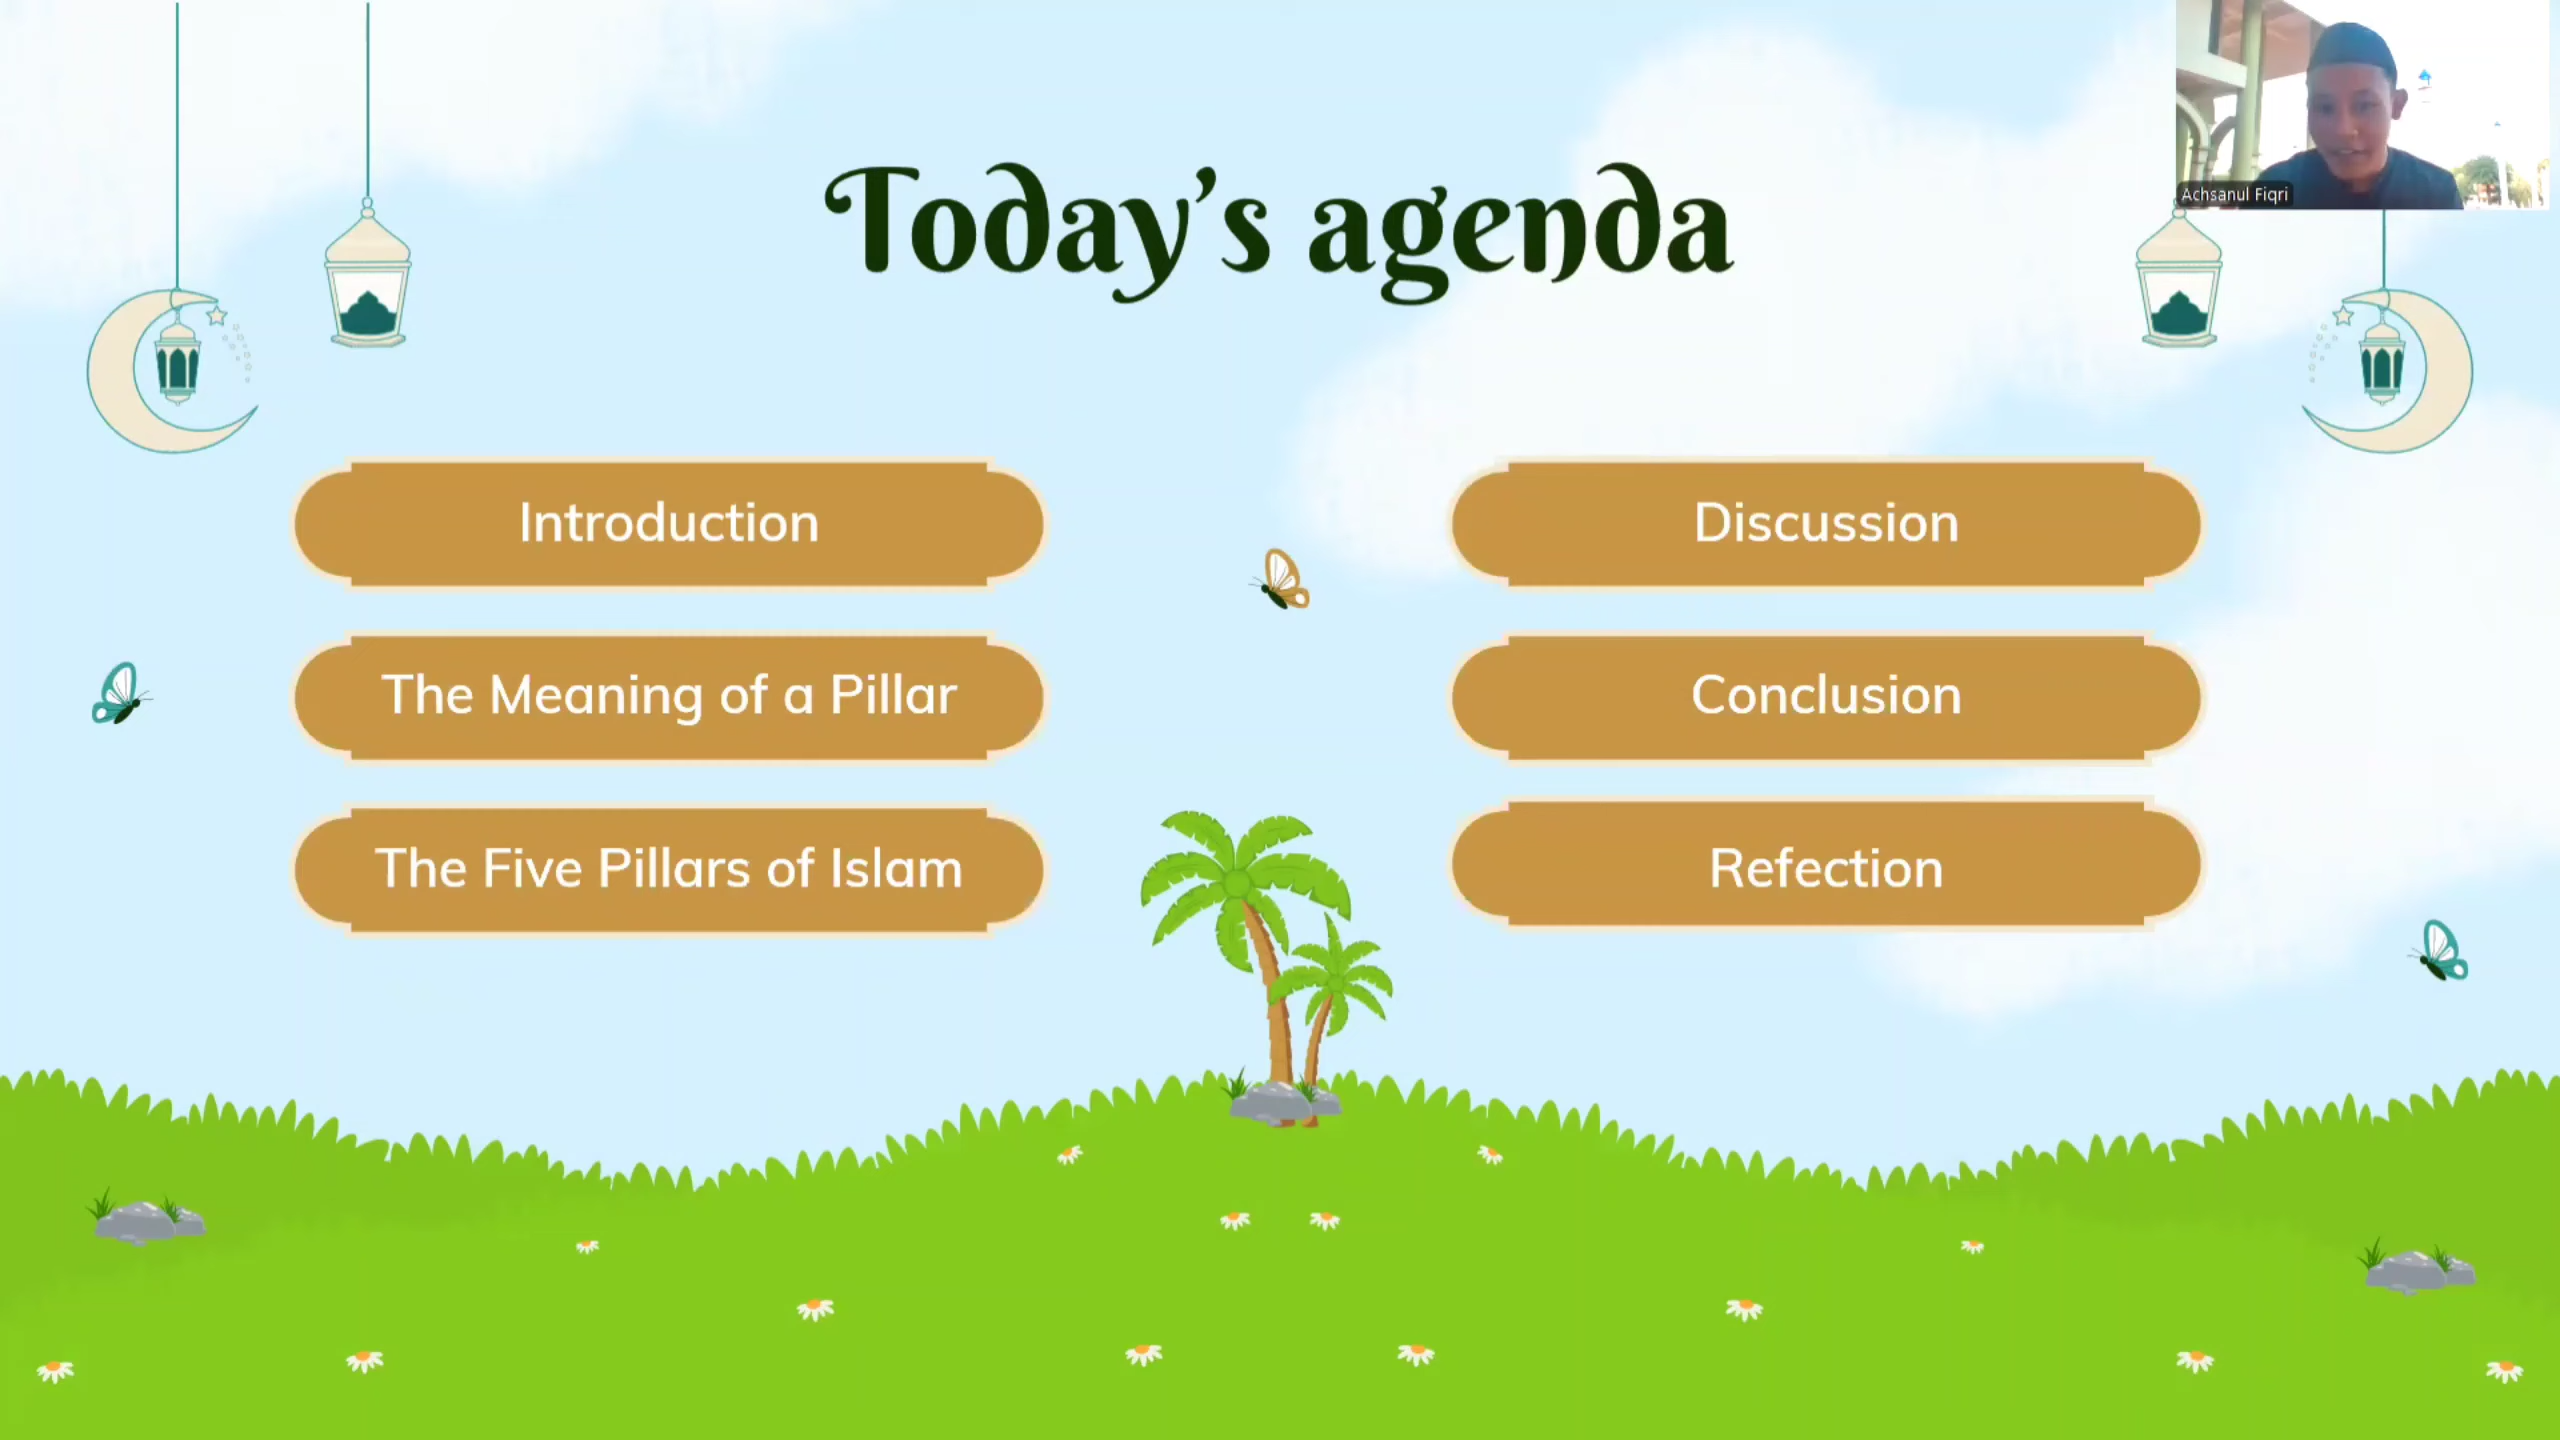 Today's agenda
Achsanul Fiqri
Introduction
The Meaning of a Pillar
The Five Pillars of Islam
Discussion
Conclusion
Refection